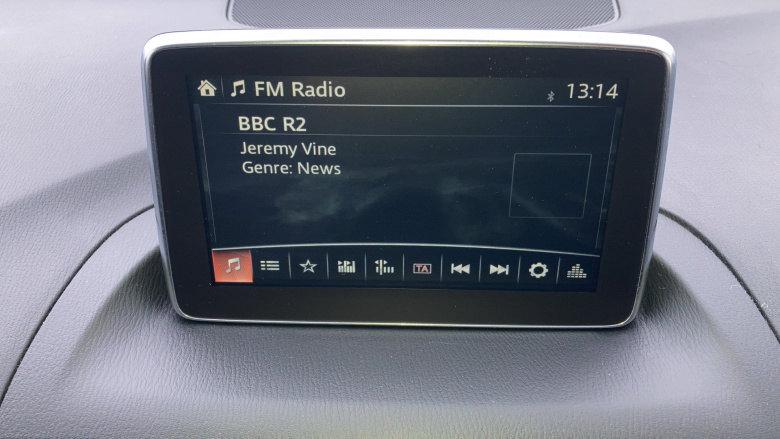 FM Radio 13:14
BBC R2
Jeremy Vine
Genre: News
TA